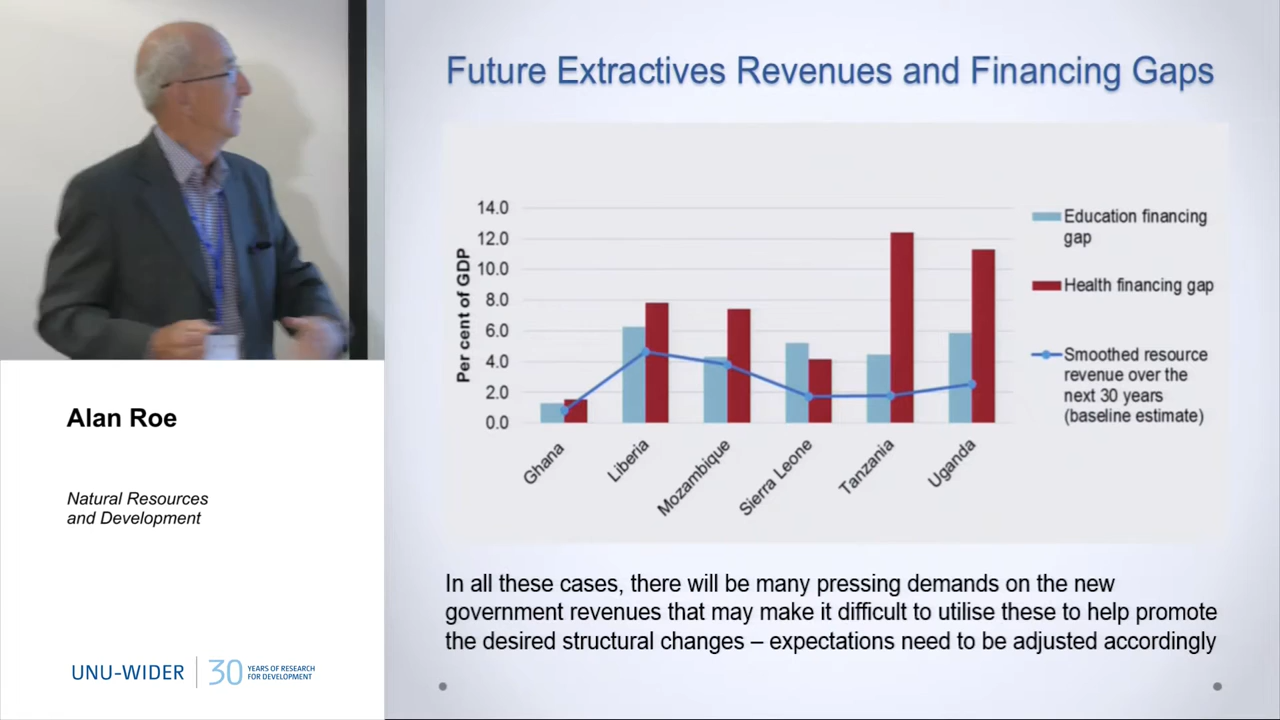 Future Extractives Revenues and Financing Gaps
14.0
12.0
10.0
8.0
6.0
4.0
2.0
0.0
Per cent of GDP
Ghana
Liberia
Mozambique
Sierra Leone
Tanzania
Uganda
Education financing
gap
Health financing gap
Smoothed resource
revenue over the
next 30 years
(baseline estimate)
In all these cases, there will be many pressing demands on the new
government revenues that may make it difficult to utilise these to help promote
the desired structural changes – expectations need to be adjusted accordingly
Alan Roe
Natural Resources
and Development
UNU-WIDER
30
YEARS OF RESEARCH
FOR DEVELOPMENT